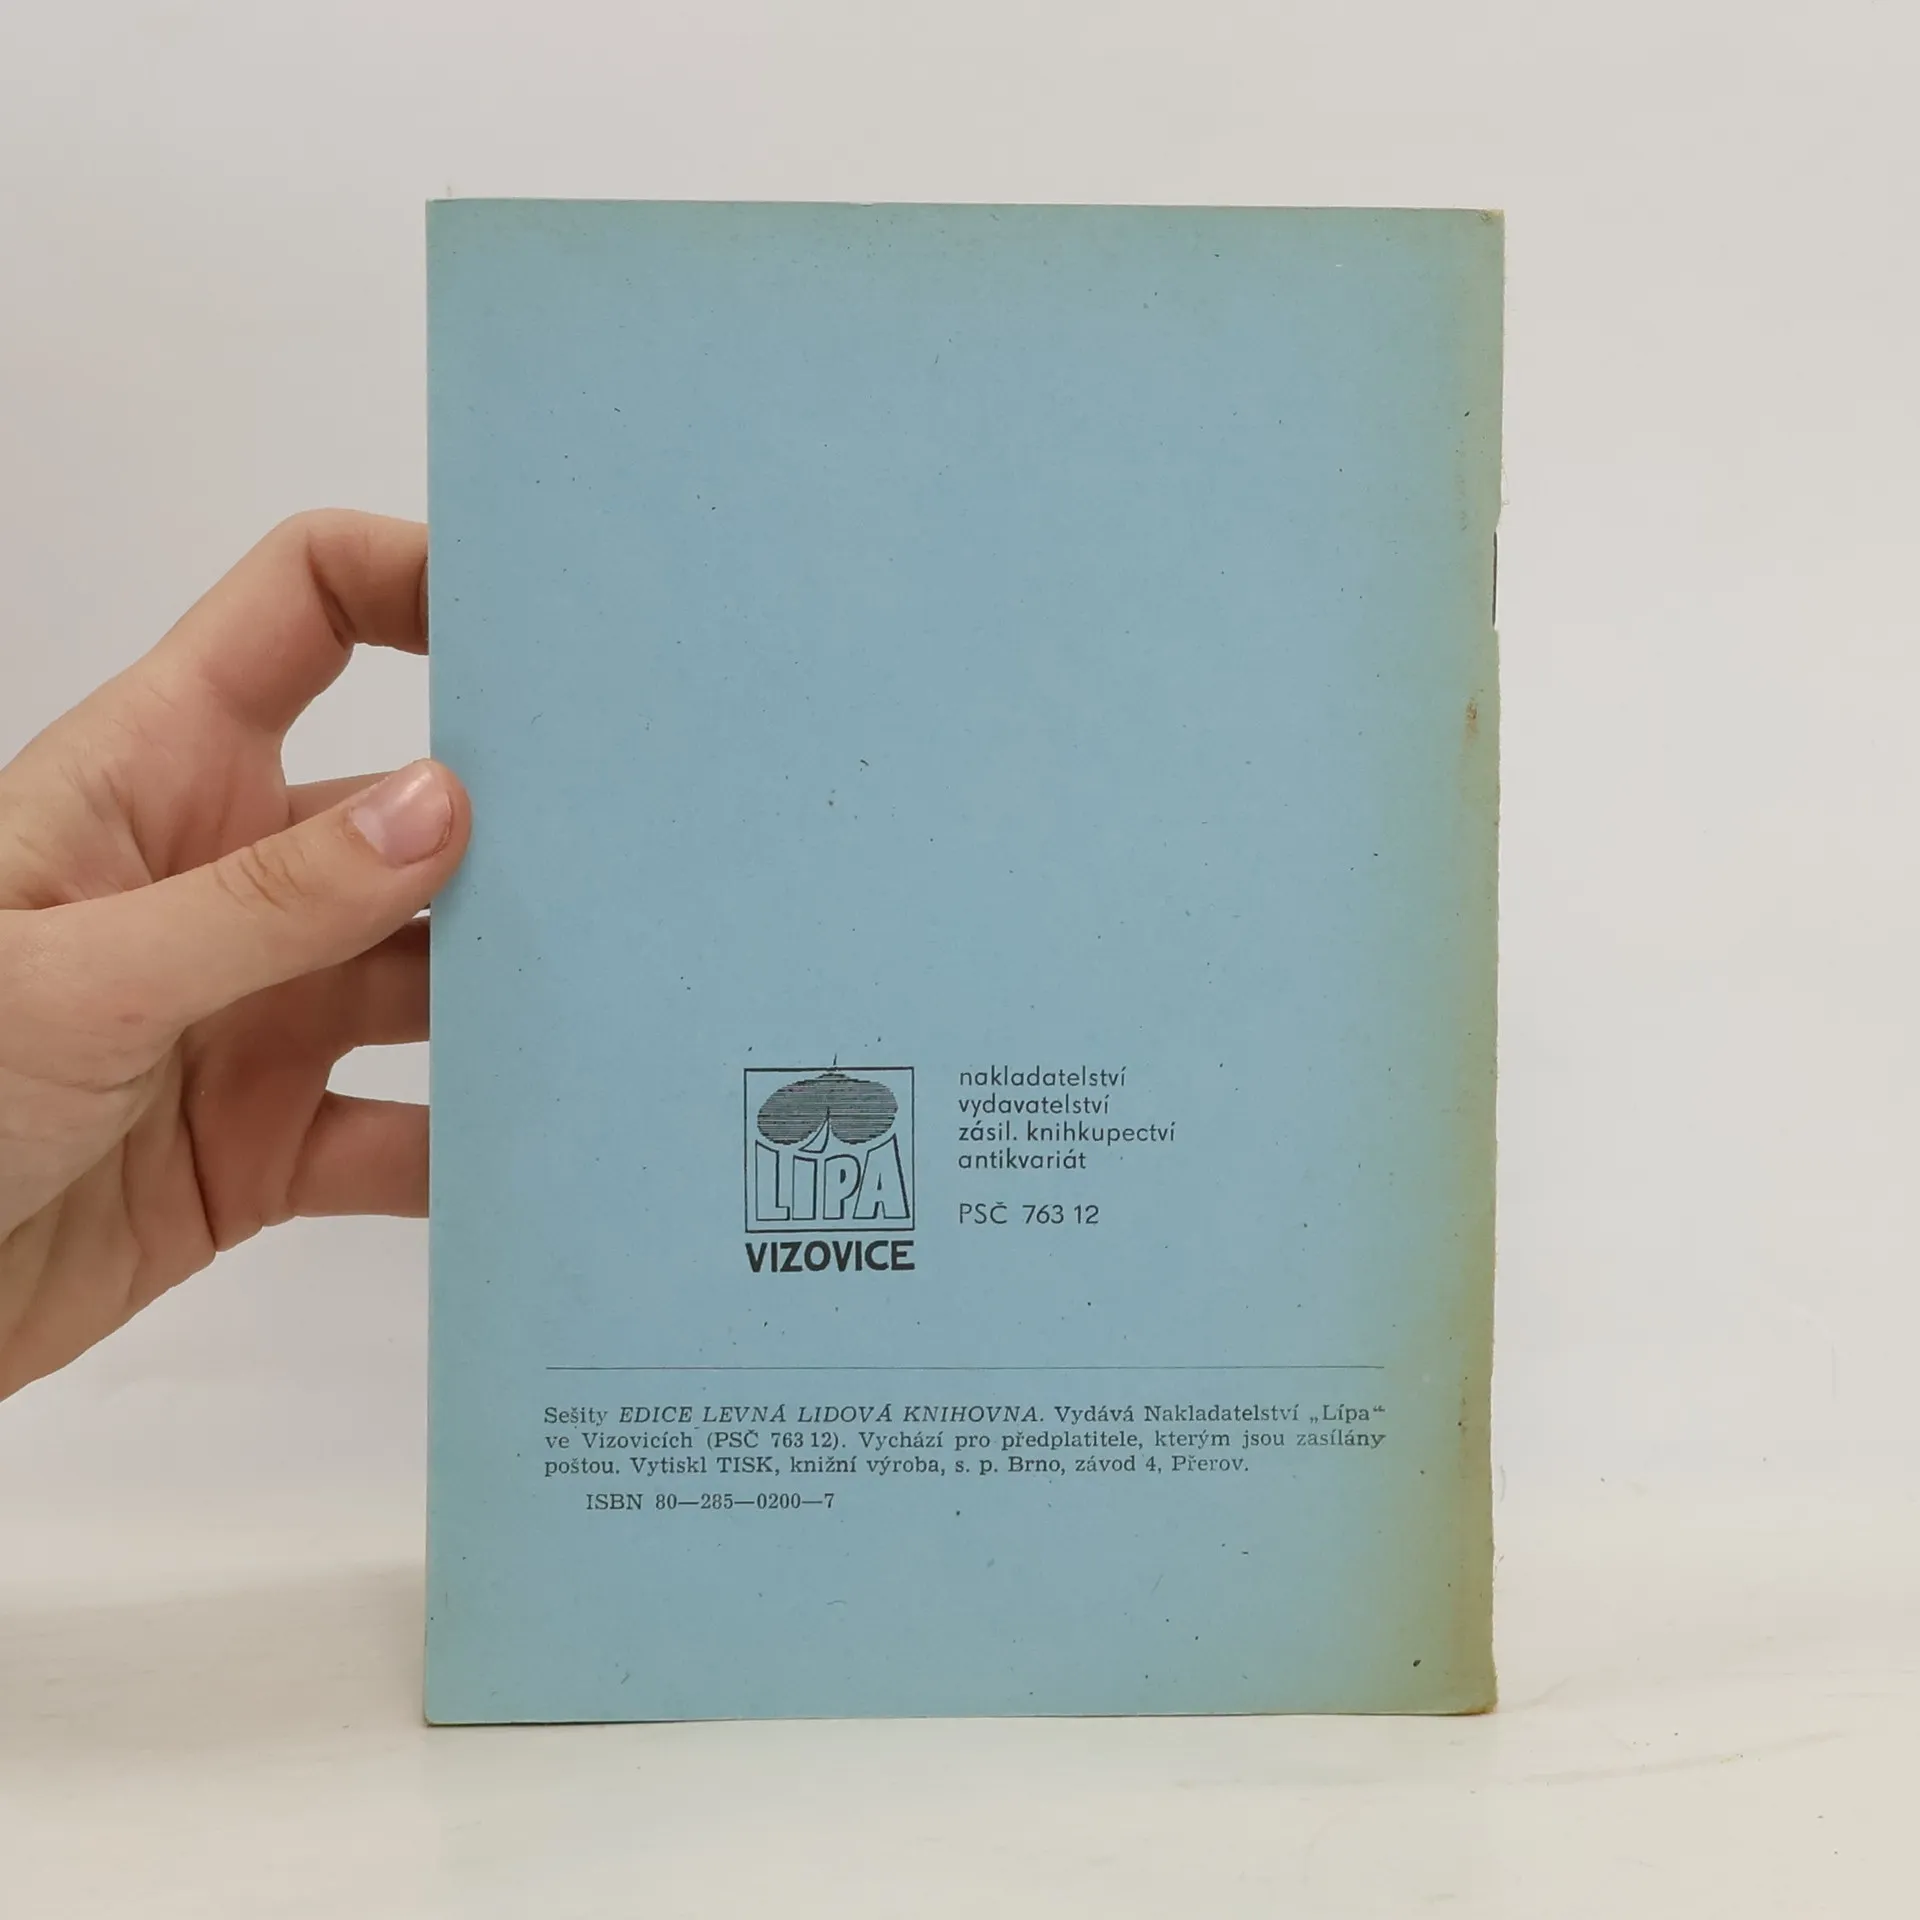 LÍPA
VIZOVICE
nakladatelství
vydavatelství
zásil. knihkupectví
antikvariát
PSČ 763 12
Sešity EDICE LEVNÁ LIDOVÁ KNIHOVNA. Vydává Nakladatelství „Lípa“
ve Vizovicích (PSČ 763 12). Vychází pro předplatitele, kterým jsou zasílány
poštou. Vytiskl TISK, knižní výroba, s. p. Brno, závod 4, Přerov.
ISBN 80—285—0200—7